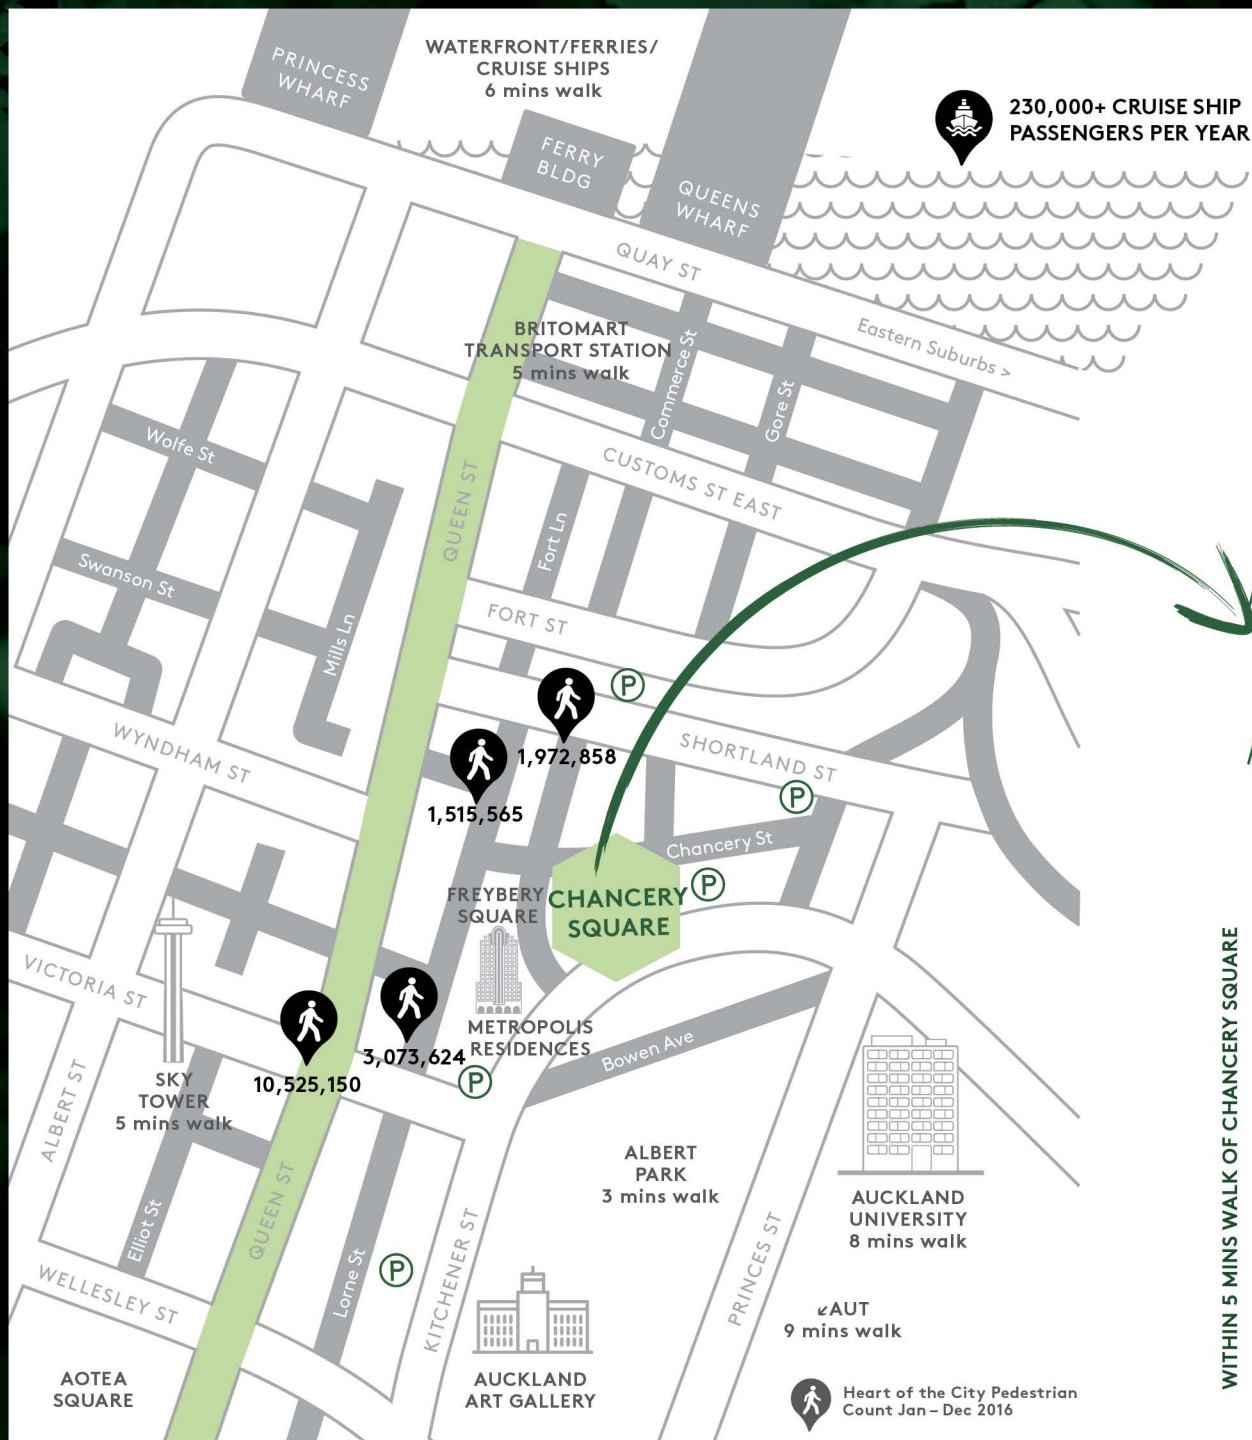 PRINCESS
WHARF
WATERFRONT/FERRIES/
CRUISE SHIPS
6 mins walk
230,000+ CRUISE SHIP
PASSENGERS PER YEAR
FERRY
BLDG
QUEENS
WHARF
QUAY ST
Eastern Suburbs >
BRITOMART
TRANSPORT STATION
5 mins walk
Commerce St
Gore St
Wolfe St
QUEEN ST
CUSTOMS ST EAST
Fort Ln
Swanson St
Mills Ln
FORT ST
P
1,972,858
WYNDHAM ST
SHORTLAND ST
1,515,565
P
Chancery St
FREYBERY
SQUARE
CHANCERY
SQUARE
P
VICTORIA ST
METROPOLIS
RESIDENCES
Bowen Ave
3,073,624
10,525,150
P
SKY
TOWER
5 mins walk
ALBERT ST
ALBERT
PARK
3 mins walk
AUCKLAND
UNIVERSITY
8 mins walk
Elliot St
QUEEN ST
Lorne St
P
KITCHENER ST
PRINCES ST
WELLESLEY ST
↙AUT
9 mins walk
AOTEA
SQUARE
AUCKLAND
ART GALLERY
Heart of the City Pedestrian
Count Jan – Dec 2016
WITHIN 5 MINS WALK OF CHANCERY SQUARE